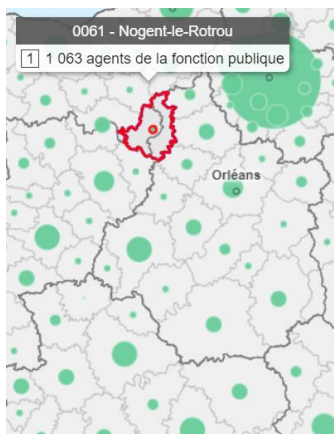 0061 - Nogent-le-Rotrou
1 1 063 agents de la fonction publique
Orléans